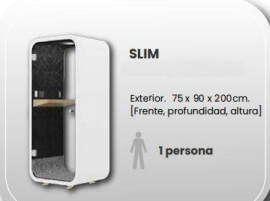 SLIM
Exterior. 75 x 90 x 200cm.
[Frente, profundidad, altura]
1 persona